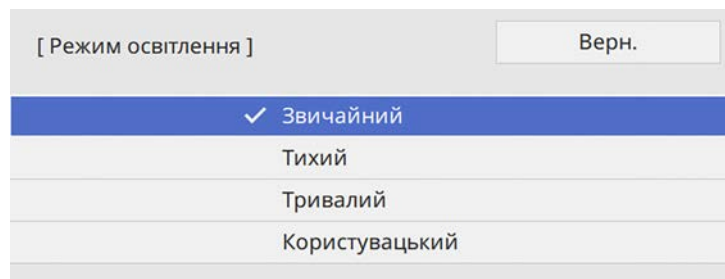 [ Режим освітлення ]
Верн.
Звичайний
Тихий
Тривалий
Користувацький